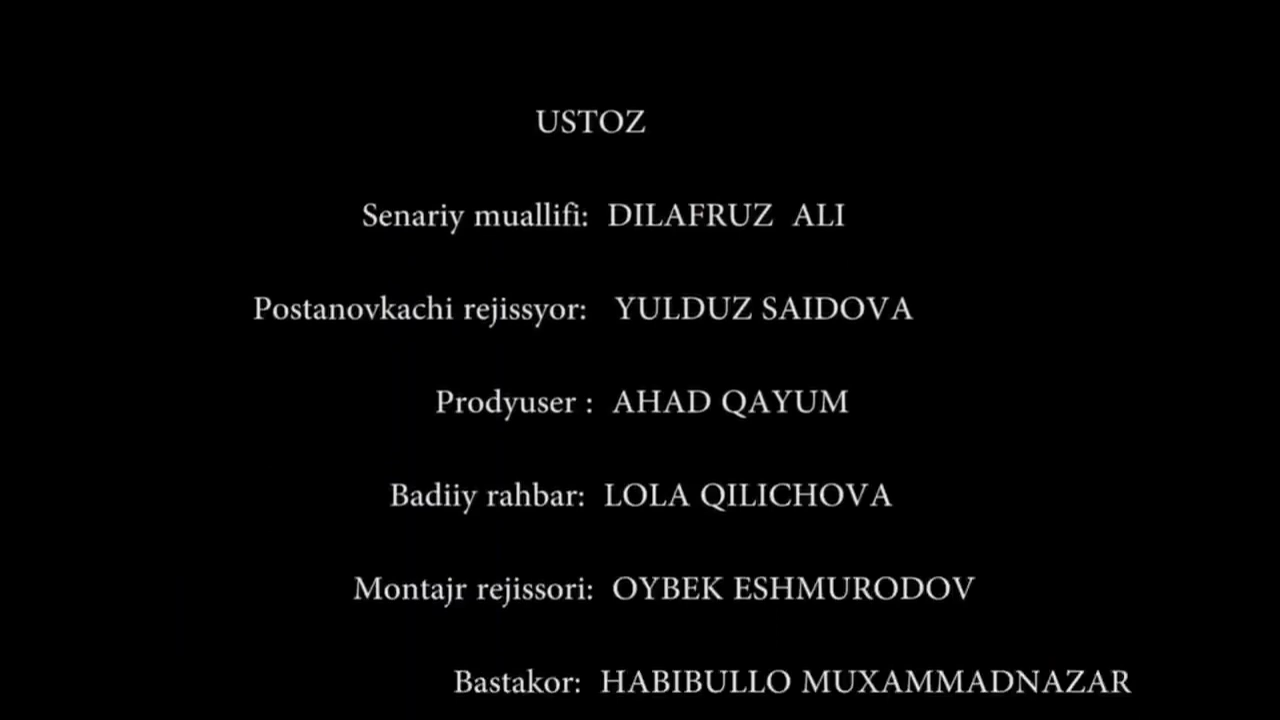 USTOZ
Senariy muallifi: DILAFRUZ ALI
Postanovkachi rejissyor: YULDUZ SAIDOVA
Prodyuser : AHAD QAYUM
Badiiy rahbar: LOLA QILICHOVA
Montajr rejissori: OYBEK ESHMURODOV
Bastakor: HABIBULLO MUXAMMADNAZAR